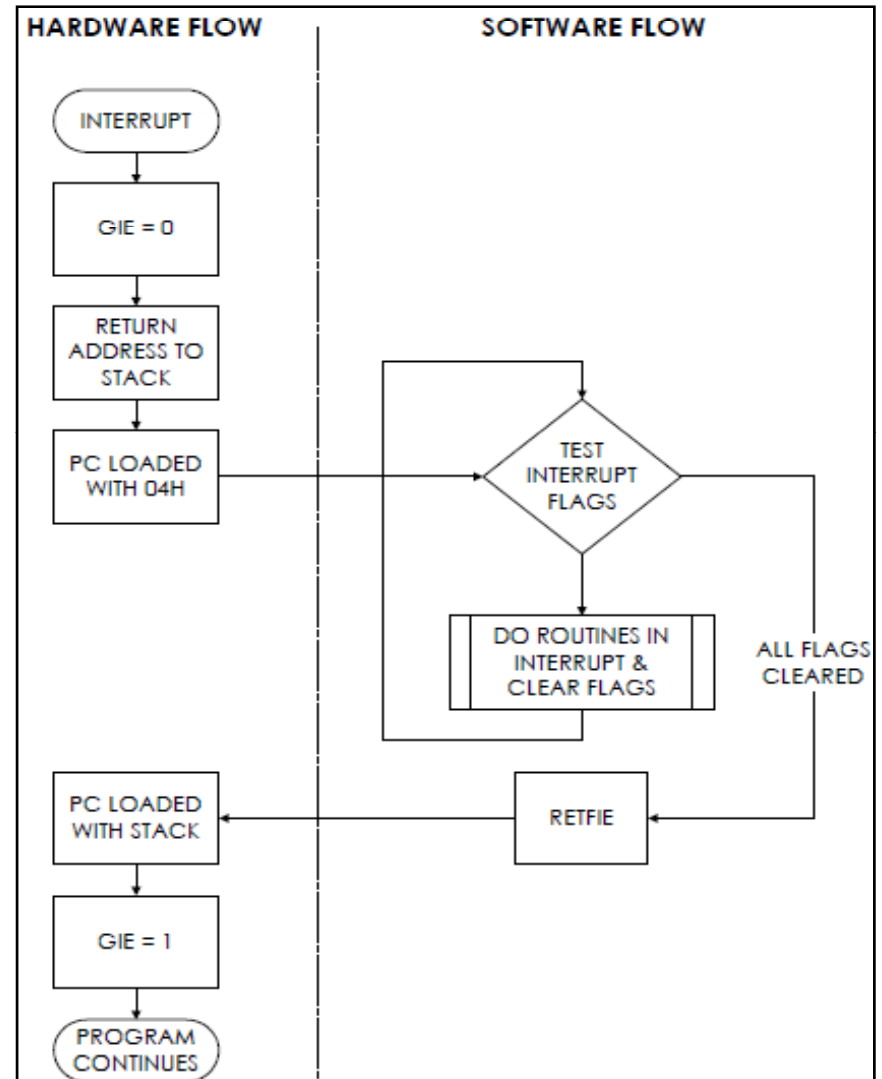 HARDWARE FLOW
SOFTWARE FLOW
INTERRUPT
GIE = 0
RETURN
ADDRESS TO
STACK
PC LOADED
WITH 04H
TEST
INTERRUPT
FLAGS
DO ROUTINES IN
INTERRUPT &
CLEAR FLAGS
ALL FLAGS
CLEARED
RETFIE
PC LOADED
WITH STACK
GIE = 1
PROGRAM
CONTINUES